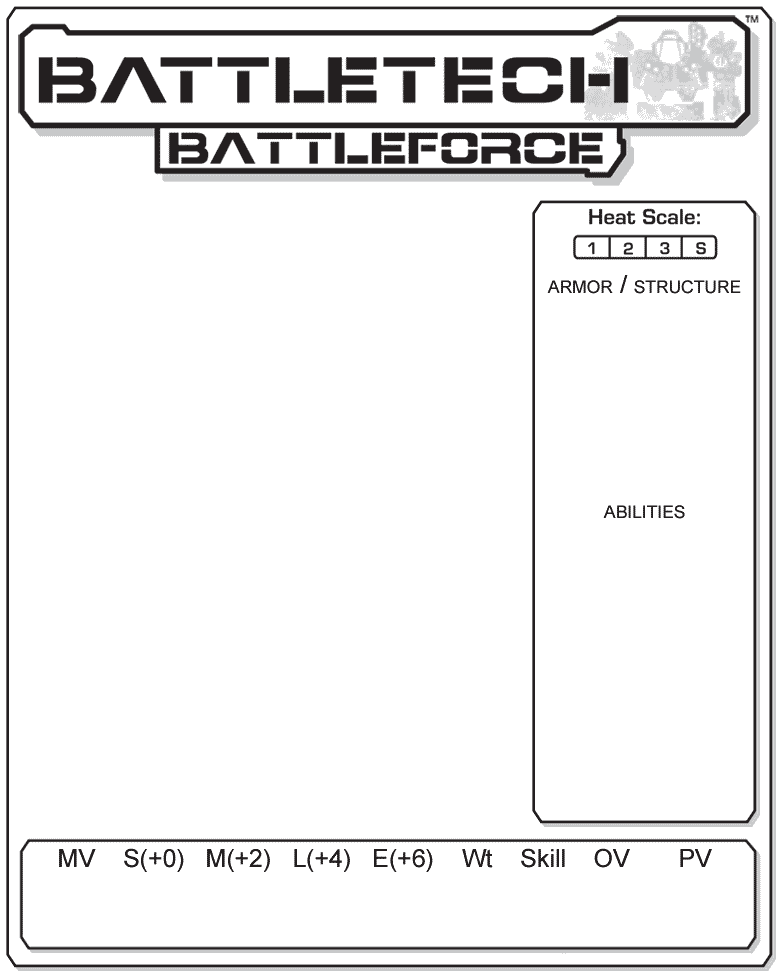 BATTLETECH ™
BATTLEFORCE
Heat Scale:
1 2 3 S
ARMOR / STRUCTURE
ABILITIES
MV S(+0) M(+2) L(+4) E(+6) Wt Skill OV PV